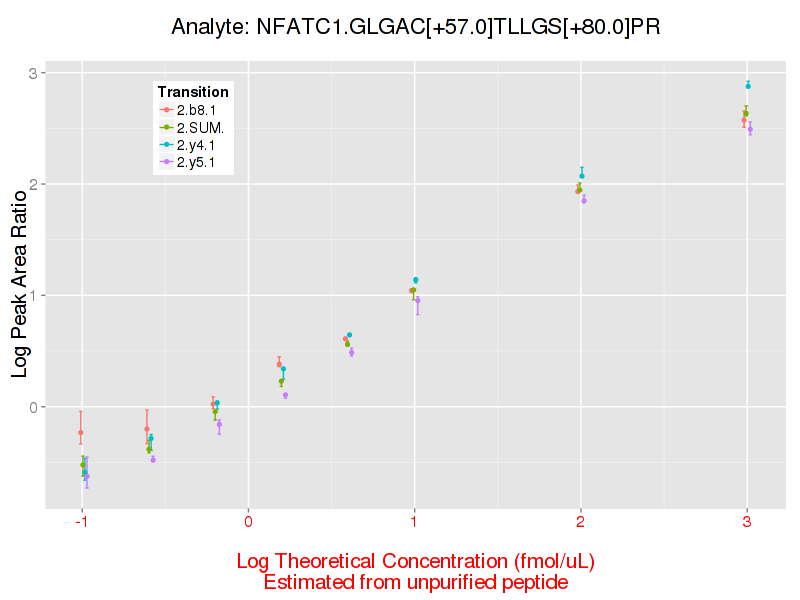 Analyte: NFATC1.GLGAC[+57.0]TLLGS[+80.0]PR
Log Peak Area Ratio
3
2
1
0
Transition
2.b8.1
2.SUM.
2.y4.1
2.y5.1
-1 0 1 2 3
Log Theoretical Concentration (fmol/uL)
Estimated from unpurified peptide